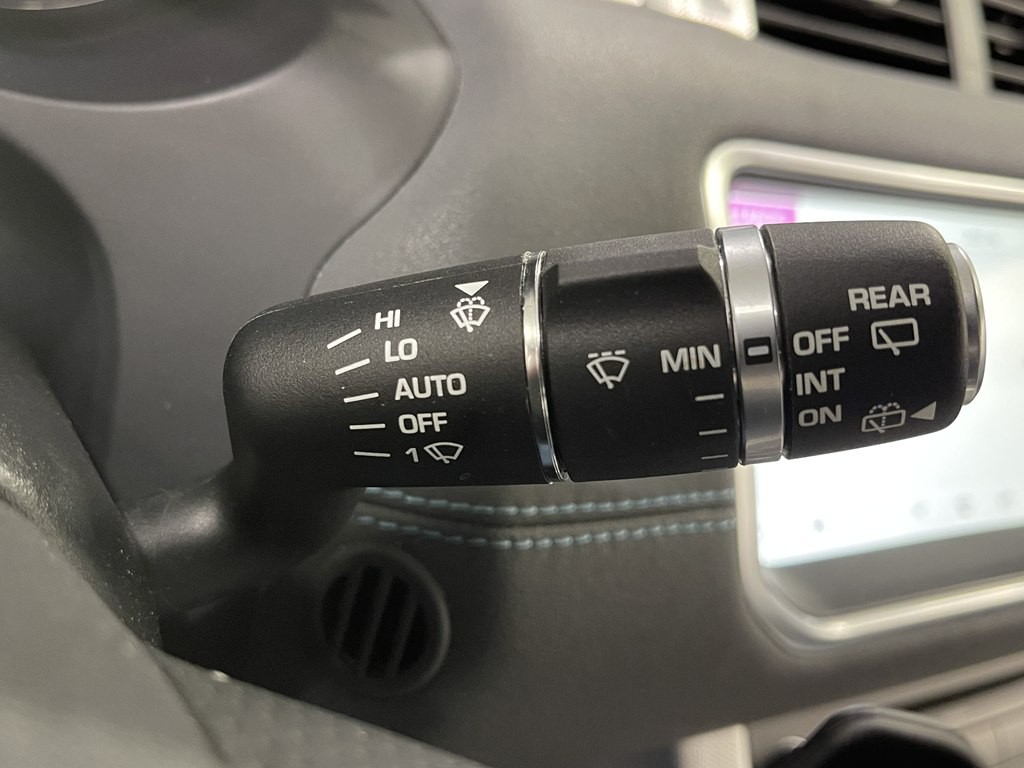 HI
LO
AUTO
OFF
1
MIN
REAR
OFF
INT
ON